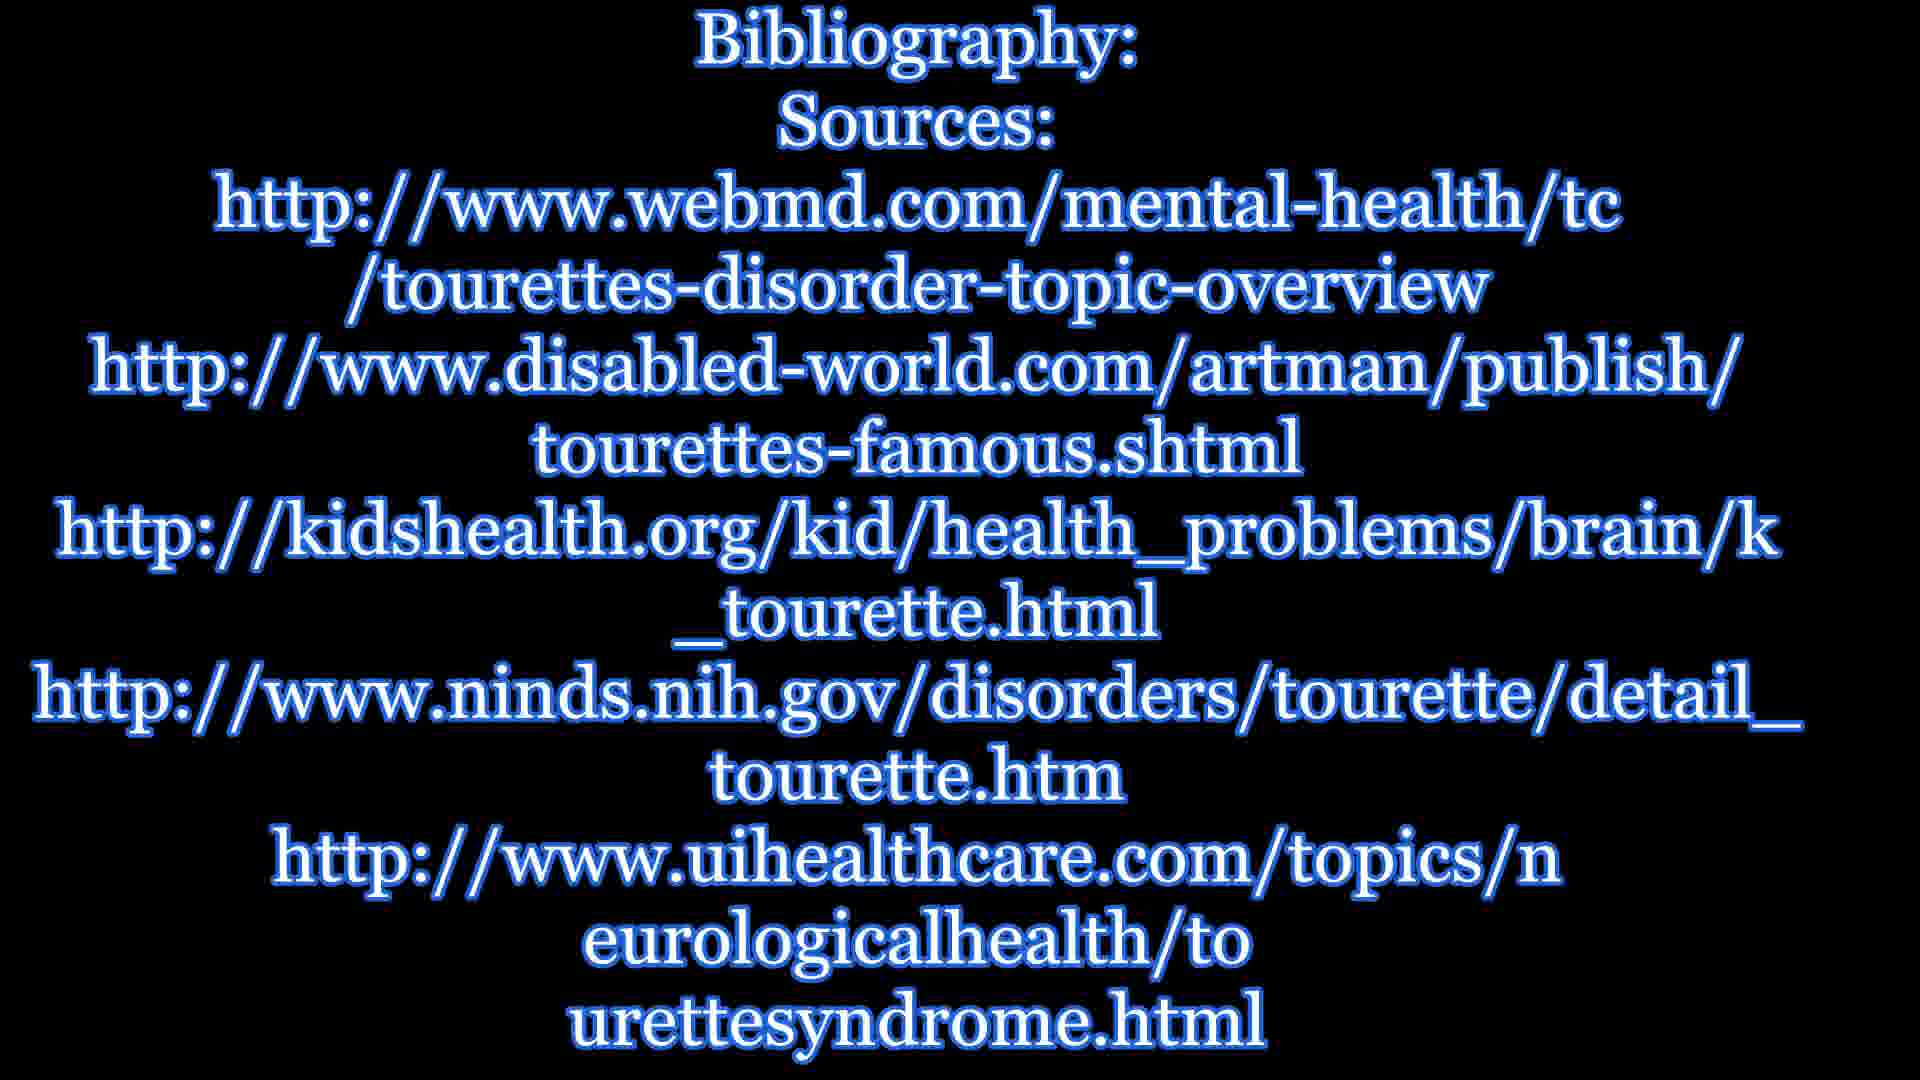 Bibliography:
Sources:
http://www.webmd.com/mental-health/tc
/tourettes-disorder-topic-overview
http://www.disabled-world.com/artman/publish/
tourettes-famous.shtml
http://kidshealth.org/kid/health_problems/brain/k
_tourette.html
http://www.ninds.nih.gov/disorders/tourette/detail_
tourette.htm
http://www.uihealthcare.com/topics/n
eurologicalhealth/to
urettesyndrome.html